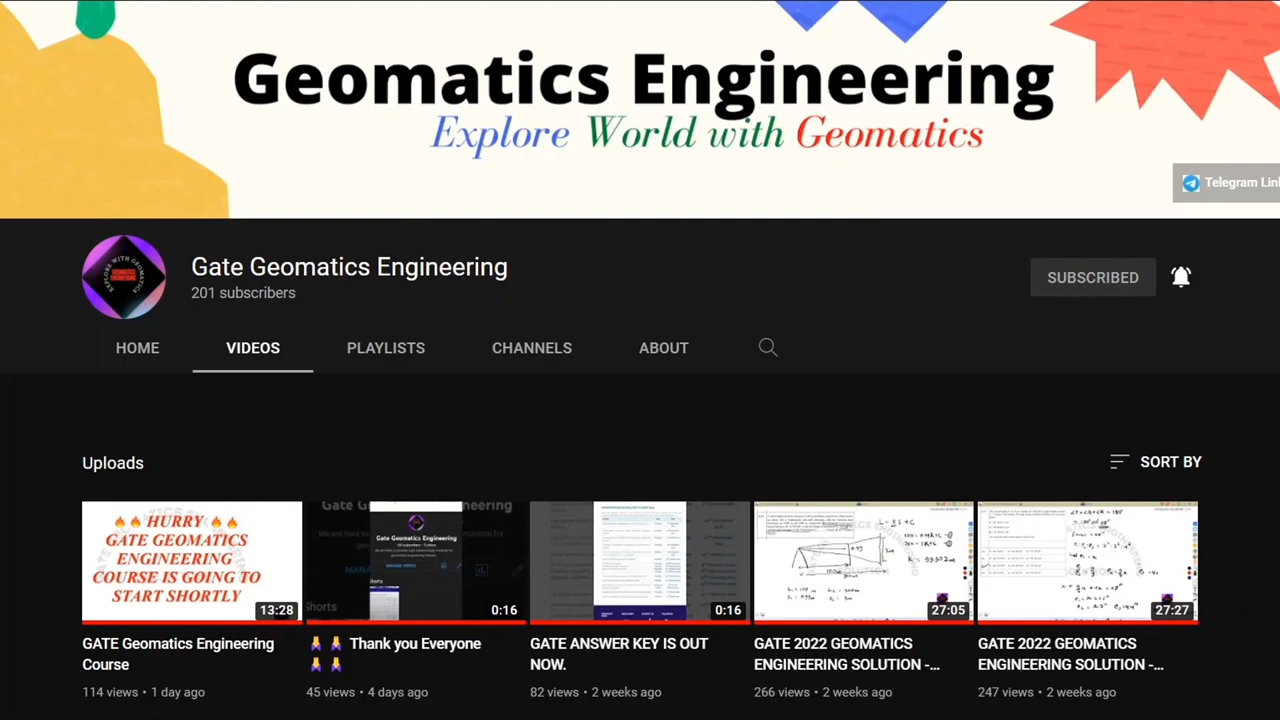 Geomatics Engineering
Explore World with Geomatics
Telegram Lin
Gate Geomatics Engineering
201 subscribers
SUBSCRIBED
HOME
VIDEOS
PLAYLISTS
CHANNELS
ABOUT
Uploads
SORT BY
HURRY
GATE GEOMATICS
ENGINEERING
COURSE IS GOING TO
START SHORTLY
13:28
Gate Geomatics Engineering
0:16
0:16
27:05
27:27
GATE Geomatics Engineering
Course
114 views • 1 day ago
Thank you Everyone
45 views • 4 days ago
GATE ANSWER KEY IS OUT
NOW.
82 views • 2 weeks ago
GATE 2022 GEOMATICS
ENGINEERING SOLUTION -...
266 views • 2 weeks ago
GATE 2022 GEOMATICS
ENGINEERING SOLUTION -...
247 views • 2 weeks ago